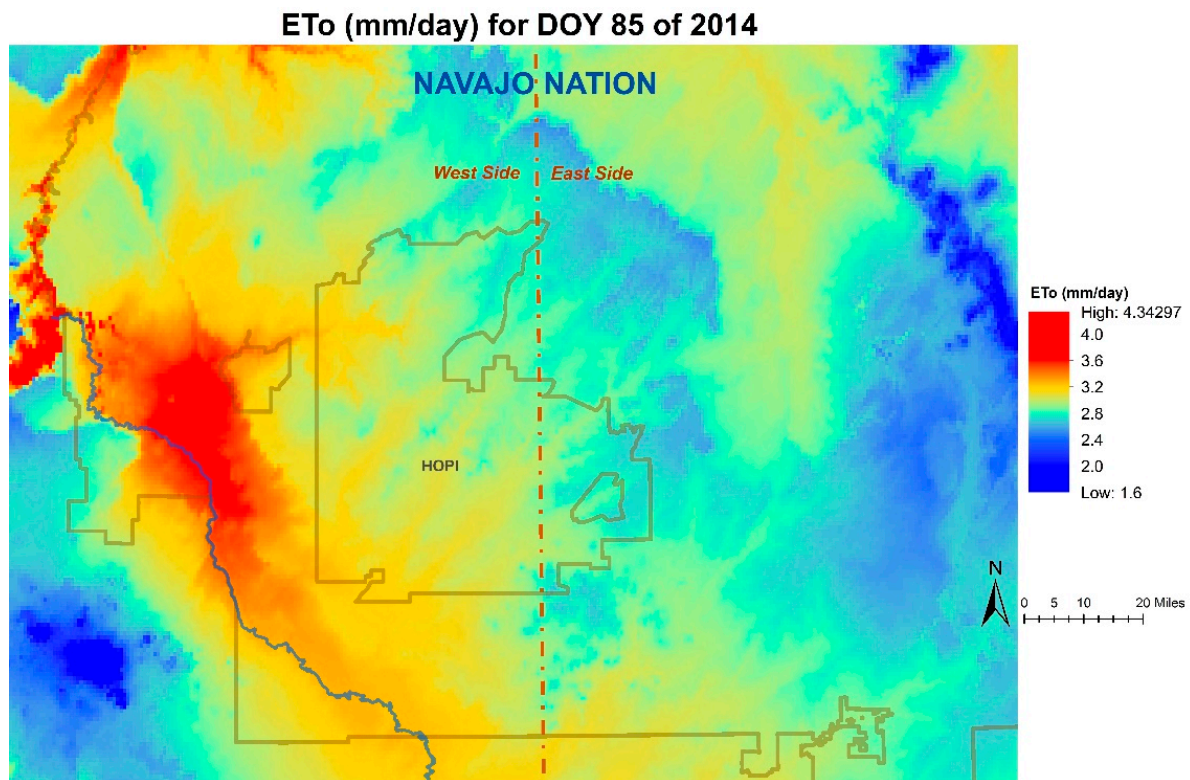 ETo (mm/day) for DOY 85 of 2014
NAVAJO NATION
West Side East Side
HOPI
ETo (mm/day)
High: 4.34297
4.0
3.6
3.2
2.8
2.4
2.0
Low: 1.6
N
0 5 10 20 Miles